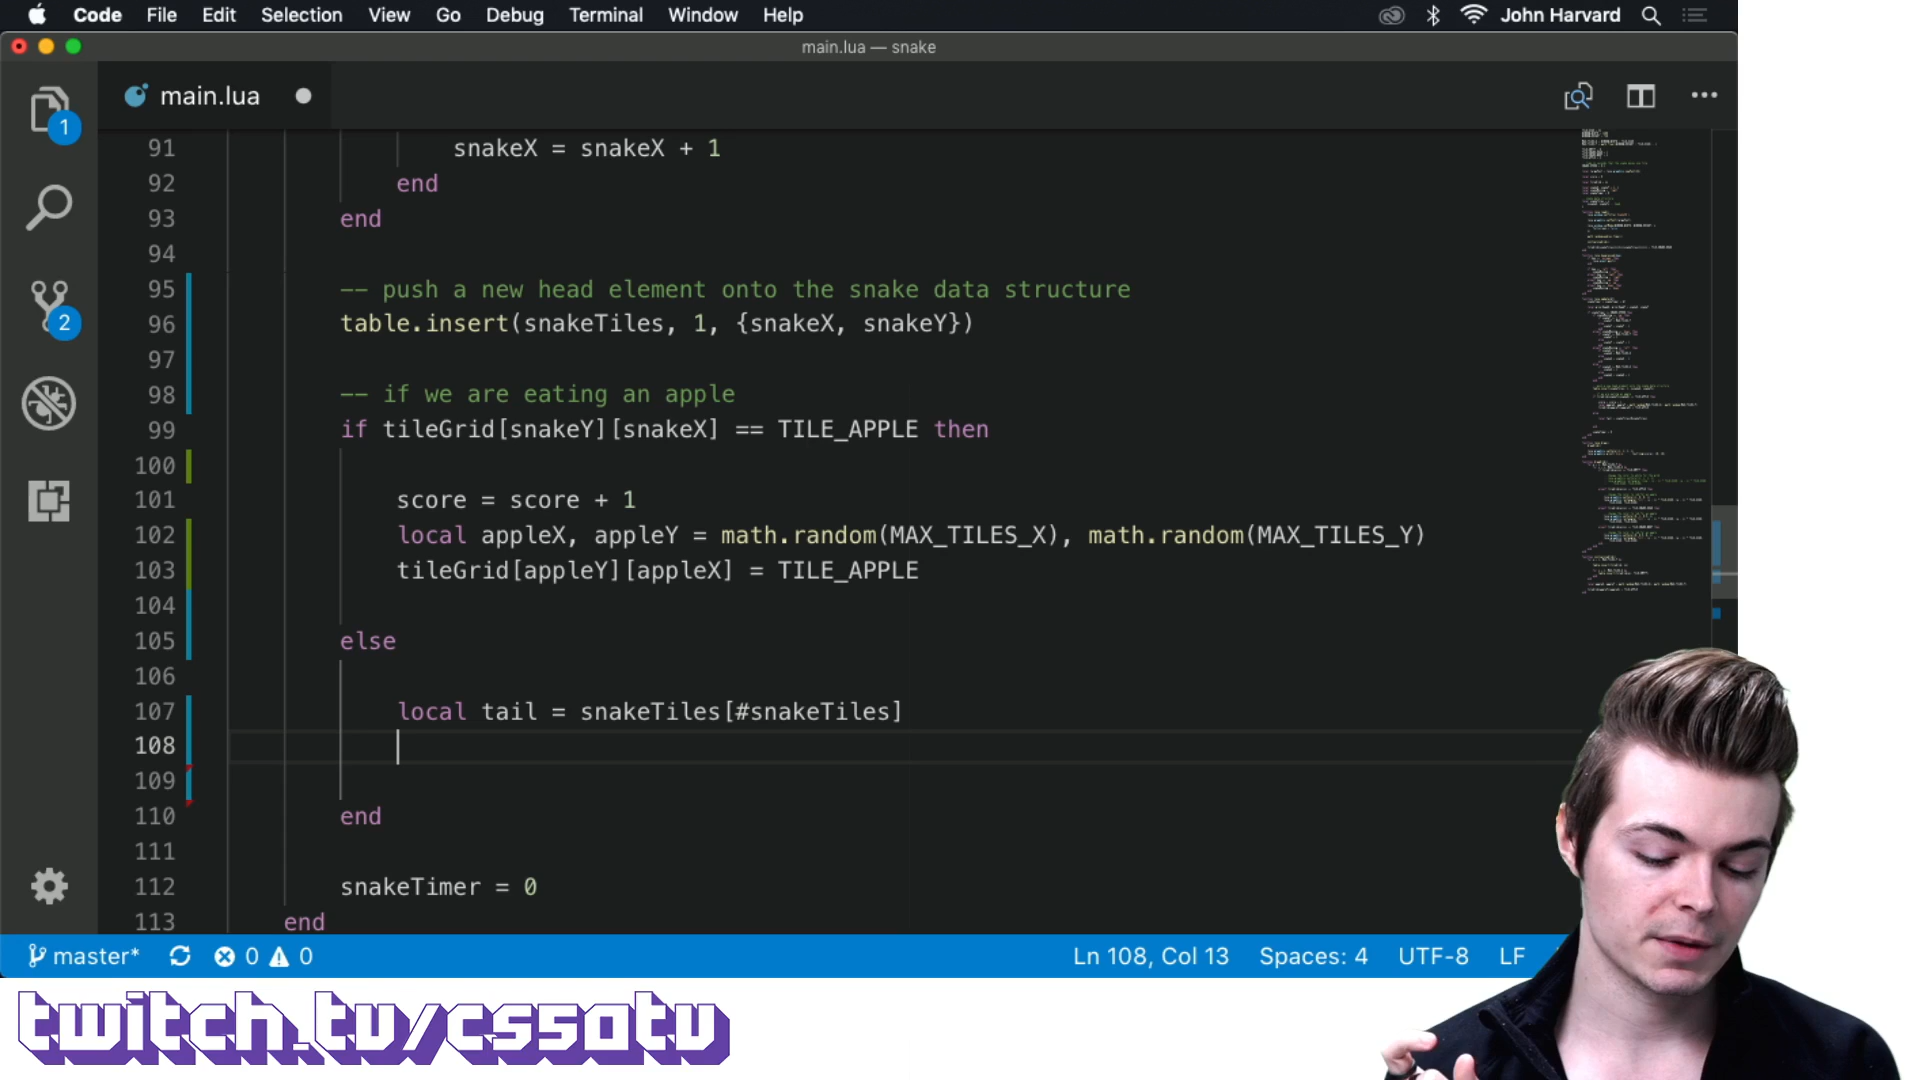 Code File Edit Selection View Go Debug Terminal Window Help John Harvard
main.lua — snake
main.lua
1
2
91 snakeX = snakeX + 1
92 end
93 end
94
95 -- push a new head element onto the snake data structure
96 table.insert(snakeTiles, 1, {snakeX, snakeY})
97
98 -- if we are eating an apple
99 if tileGrid[snakeY][snakeX] == TILE_APPLE then
100
101 score = score + 1
102 local appleX, appleY = math.random(MAX_TILES_X), math.random(MAX_TILES_Y)
103 tileGrid[appleY][appleX] = TILE_APPLE
104
105 else
106
107 local tail = snakeTiles[#snakeTiles]
108
109
110 end
111
112 snakeTimer = 0
113 end
master* 0 0 Ln 108, Col 13 Spaces: 4 UTF-8 LF
twitch.tv/cs50tv